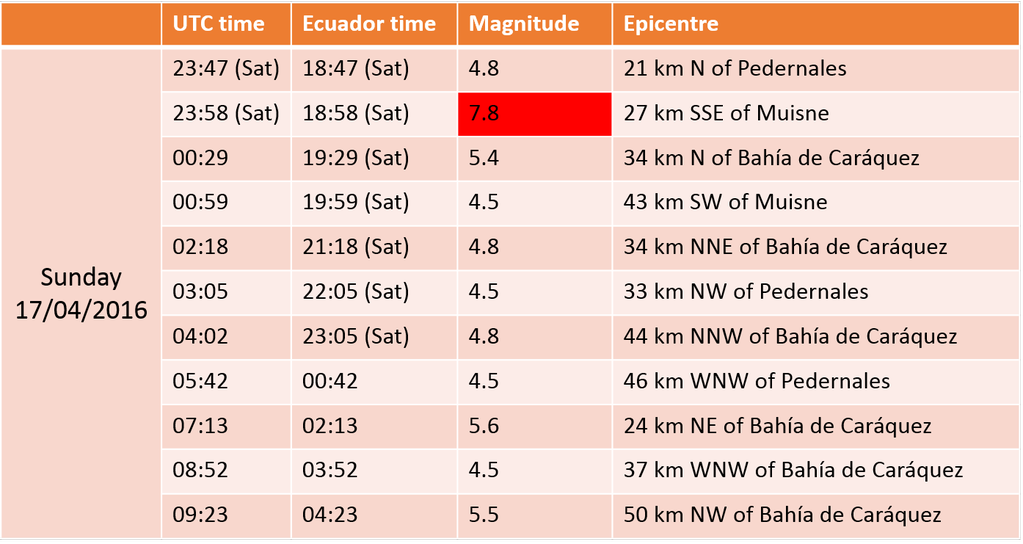 UTC time Ecuador time Magnitude Epicentre
23:47 (Sat) 18:47 (Sat) 4.8 21 km N of Pedernales
23:58 (Sat) 18:58 (Sat) 7.8 27 km SSE of Muisne
00:29 19:29 (Sat) 5.4 34 km N of Bahía de Caráquez
00:59 19:59 (Sat) 4.5 43 km SW of Muisne
02:18 21:18 (Sat) 4.8 34 km NNE of Bahía de Caráquez
Sunday
17/04/2016
03:05 22:05 (Sat) 4.5 33 km NW of Pedernales
04:02 23:05 (Sat) 4.8 44 km NNW of Bahía de Caráquez
05:42 00:42 4.5 46 km WNW of Pedernales
07:13 02:13 5.6 24 km NE of Bahía de Caráquez
08:52 03:52 4.5 37 km WNW of Bahía de Caráquez
09:23 04:23 5.5 50 km NW of Bahía de Caráquez